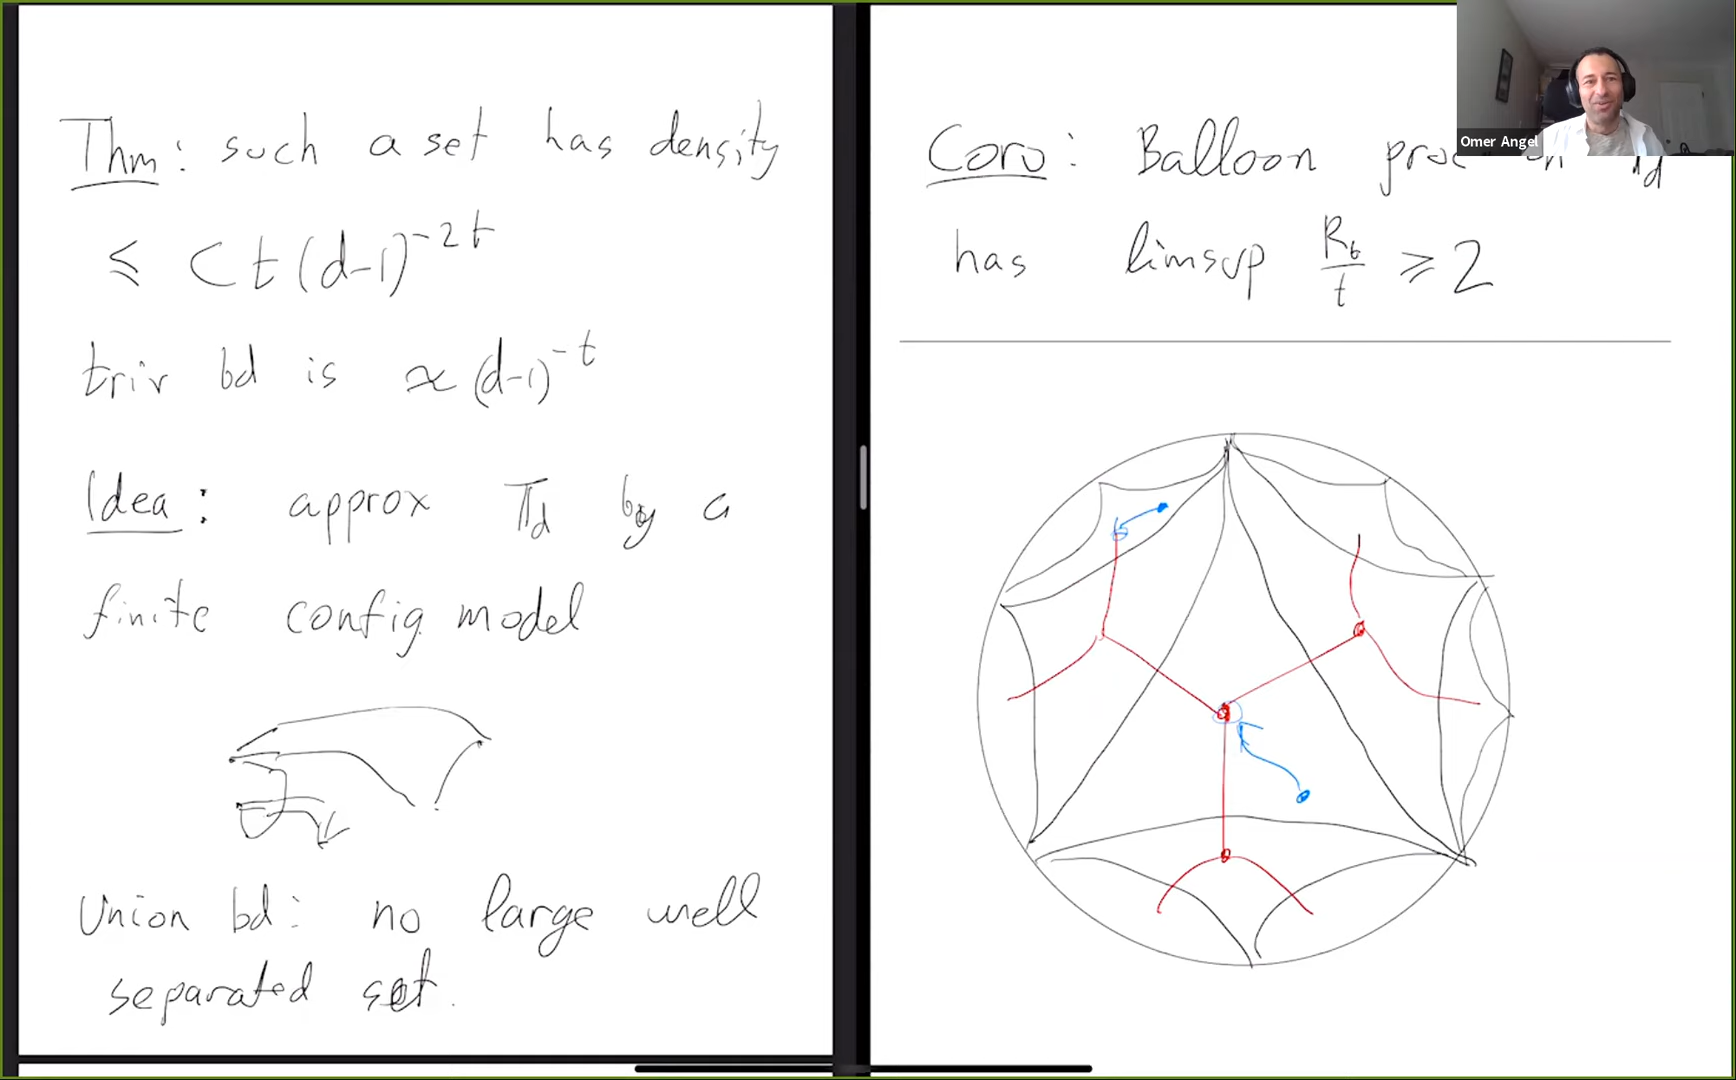 Thm: such a set has density
≤ C t (d-1)^{-2t}
triv bd is ≈ (d-1)^{-t}
Idea: approx 𝕋_d by a
finite config model
Union bd: no large well
separated set.
Coro: Balloon
has limsup R_t/t ≥ 2
Omer Angel